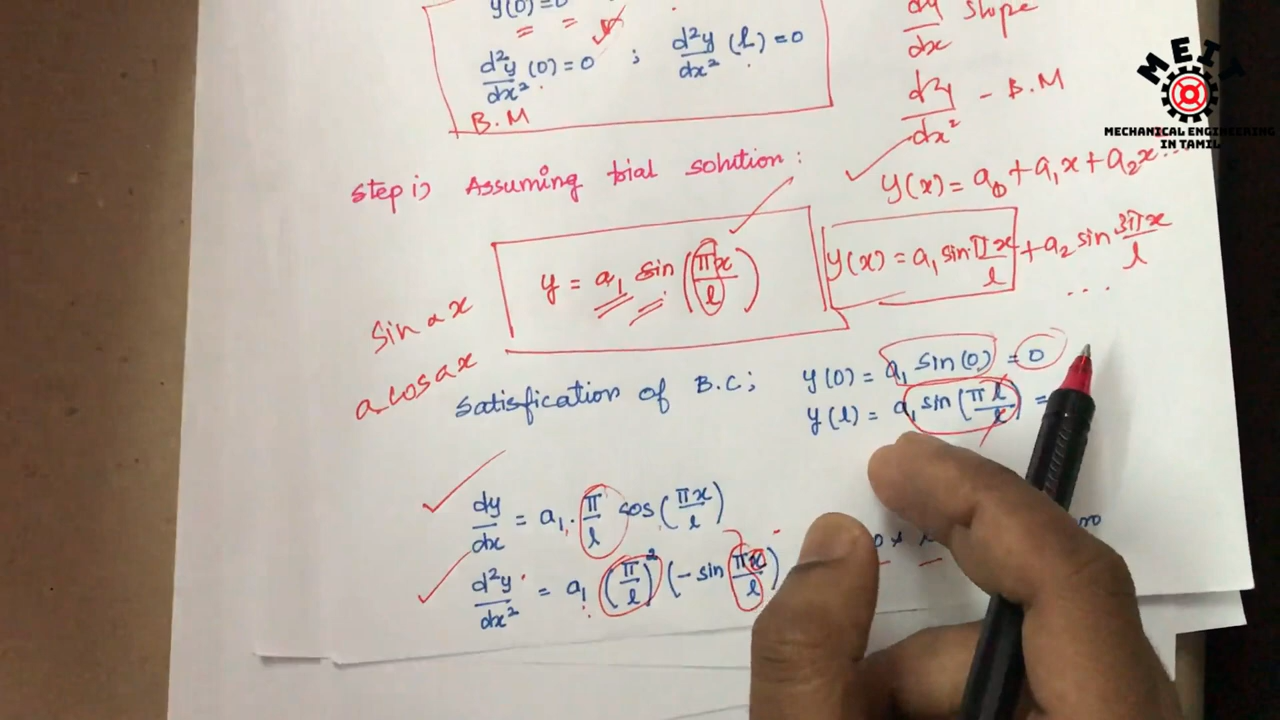 y(0)=0
d²y/dx² (0) = 0 ; d²y/dx² (l) = 0
B.M
dy/dx slope
d²y/dx² - B.M
MEIT
MECHANICAL ENGINEERING
IN TAMIL
Step i) Assuming trial solution:
y(x) = a₀ + a₁x + a₂x...
y = a₁ sin (πx/l)
y(x) = a₁ sin πx/l + a₂ sin 3πx/l
...
sin ax
a cos ax
Satisfication of B.C;
y(0) = a₁ sin(0) = 0
y(l) = a₁ sin(π l/l) =
dy/dx = a₁. π/l cos(πx/l)
d²y/dx² = a₁ (π/l)² (- sin πx/l)